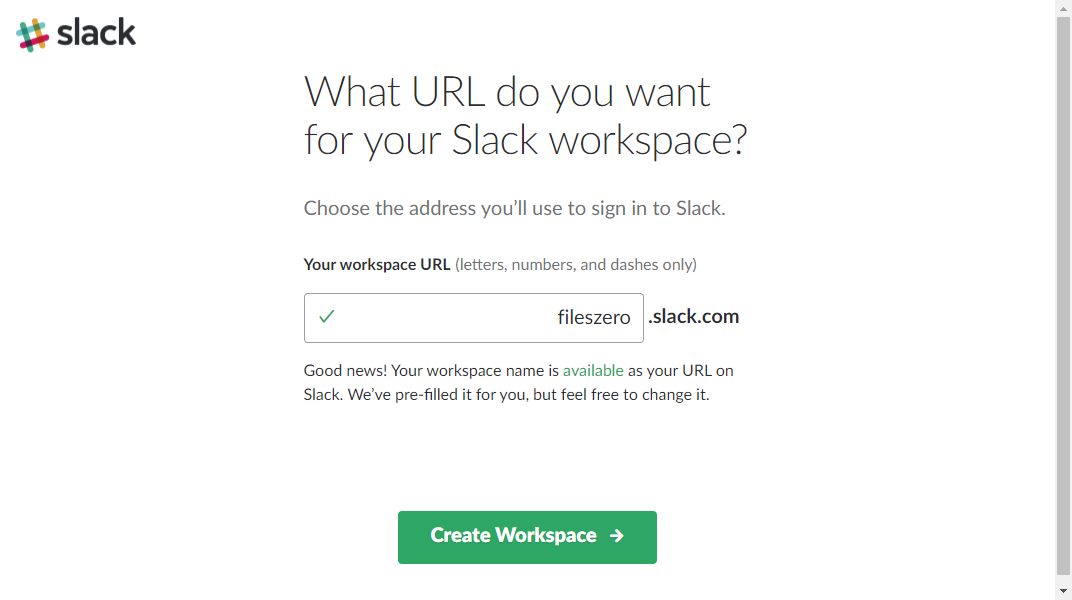 slack
What URL do you want
for your Slack workspace?
Choose the address you’ll use to sign in to Slack.
Your workspace URL (letters, numbers, and dashes only)
fileszero .slack.com
Good news! Your workspace name is available as your URL on
Slack. We’ve pre-filled it for you, but feel free to change it.
Create Workspace